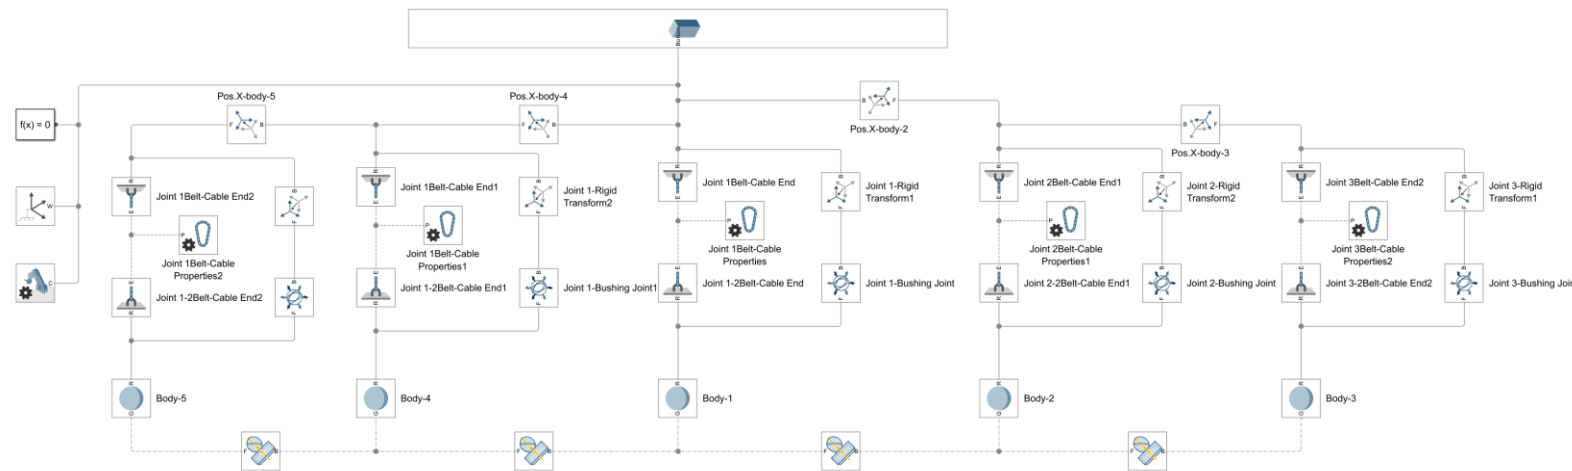 Body
Pos.X-body-5
Pos.X-body-4
Pos.X-body-2
Pos.X-body-3
f(x) = 0
F
B
F
B
B
F
B
F
W
C
R
Joint 1Belt-Cable End2
E
B
F
P
Joint 1Belt-Cable
Properties2
E
Joint 1-2Belt-Cable End2
R
B
F
R
Joint 1Belt-Cable End1
E
B
F
Joint 1-Rigid
Transform2
P
Joint 1Belt-Cable
Properties1
E
Joint 1-2Belt-Cable End1
R
B
F
Joint 1-Bushing Joint1
R
Joint 1Belt-Cable End
E
B
F
Joint 1-Rigid
Transform1
P
Joint 1Belt-Cable
Properties
E
Joint 1-2Belt-Cable End
R
B
F
Joint 1-Bushing Joint
R
Joint 2Belt-Cable End1
E
B
F
Joint 2-Rigid
Transform2
P
Joint 2Belt-Cable
Properties1
E
Joint 2-2Belt-Cable End1
R
B
F
Joint 2-Bushing Joint
R
Joint 3Belt-Cable End2
E
B
F
Joint 3-Rigid
Transform1
P
Joint 3Belt-Cable
Properties2
E
Joint 3-2Belt-Cable End2
R
B
F
Joint 3-Bushing Joi
R
Body-5
G
R
Body-4
G
R
Body-1
G
R
Body-2
G
R
Body-3
G
F
B
F
B
F
B
F
B